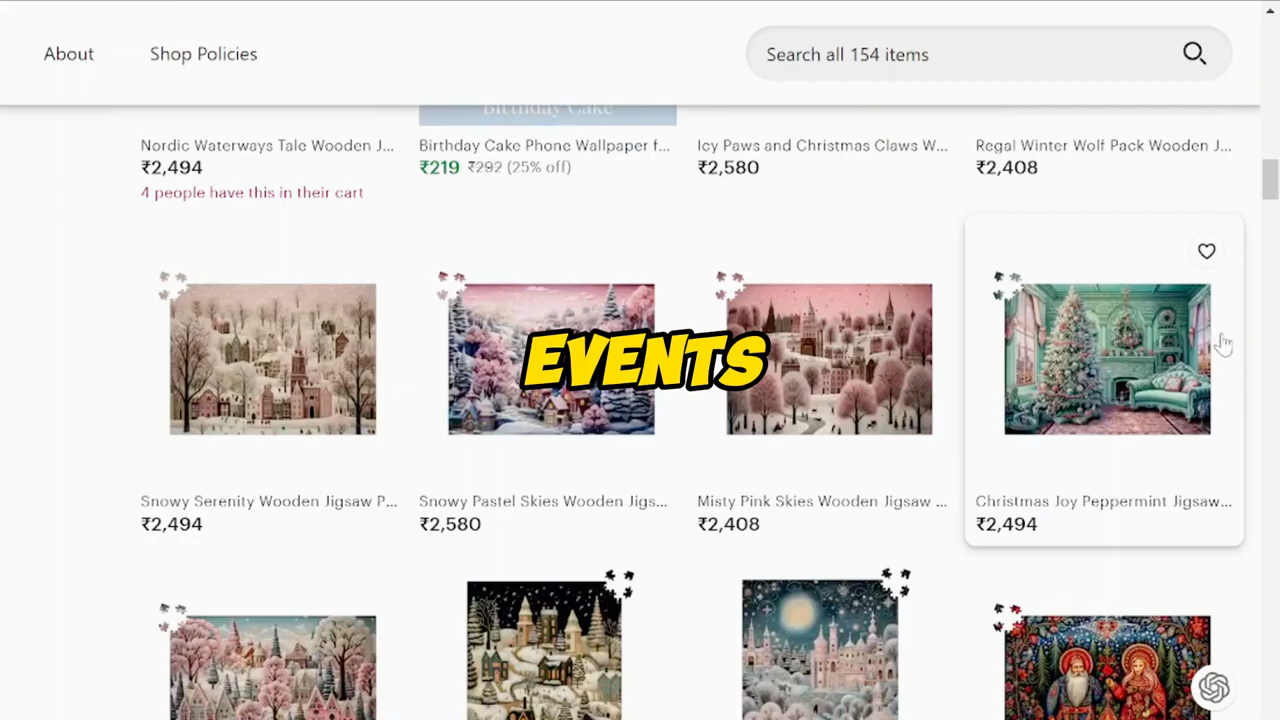 About
Shop Policies
Search all 154 items
Birthday Cake
Nordic Waterways Tale Wooden J...
₹2,494
4 people have this in their cart
Birthday Cake Phone Wallpaper f...
₹219 ₹292 (25% off)
Icy Paws and Christmas Claws W...
₹2,580
Regal Winter Wolf Pack Wooden J...
₹2,408
EVENTS
Snowy Serenity Wooden Jigsaw P...
₹2,494
Snowy Pastel Skies Wooden Jigs...
₹2,580
Misty Pink Skies Wooden Jigsaw ...
₹2,408
Christmas Joy Peppermint Jigsaw...
₹2,494